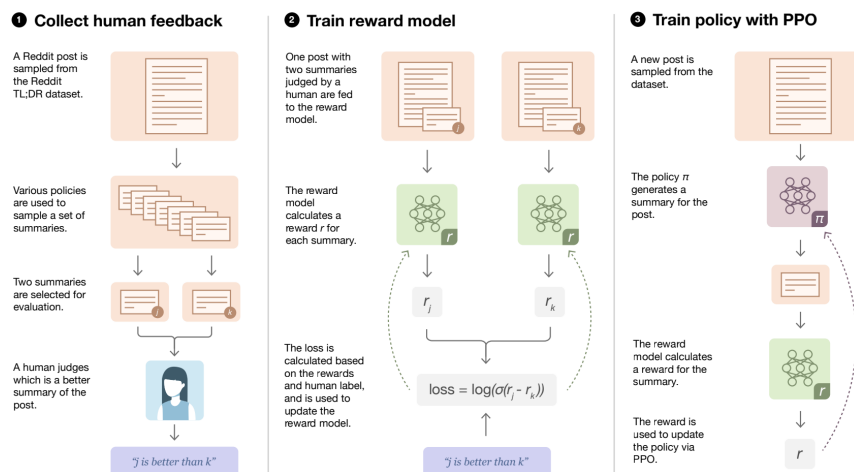 1 Collect human feedback
A Reddit post is
sampled from
the Reddit
TL;DR dataset.
Various policies
are used to
sample a set of
summaries.
Two summaries
are selected for
evaluation.
j
k
A human judges
which is a better
summary of the
post.
“j is better than k”
2 Train reward model
One post with
two summaries
judged by a
human are fed
to the reward
model.
j
k
The reward
model
calculates a
reward r for
each summary.
r
r
rj
rk
The loss is
calculated based
on the rewards
and human label,
and is used to
update the
reward model.
loss = log(σ(rj - rk))
“j is better than k”
3 Train policy with PPO
A new post is
sampled from the
dataset.
The policy π
generates a
summary for the
post.
π
The reward
model calculates
a reward for the
summary.
r
The reward is
used to update
the policy via
PPO.
r